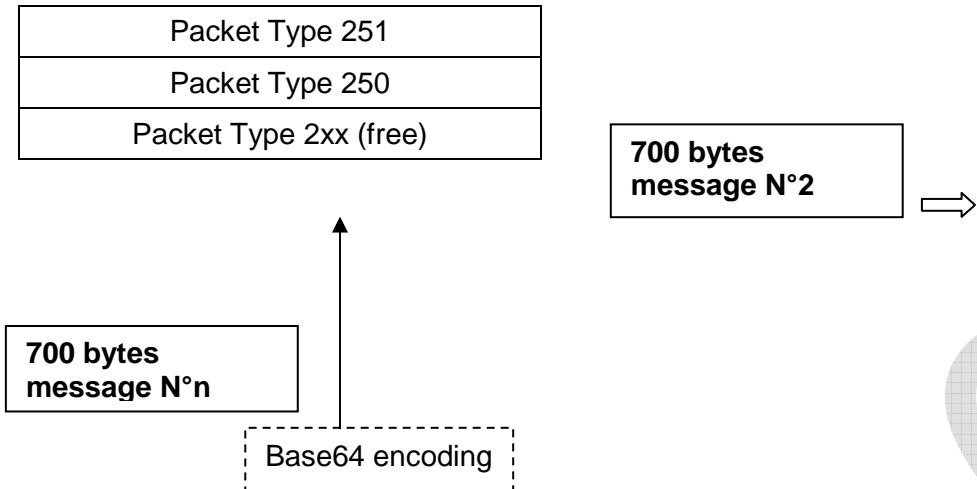 Packet Type 251
Packet Type 250
Packet Type 2xx (free)
700 bytes
message N°2
700 bytes
message N°n
Base64 encoding